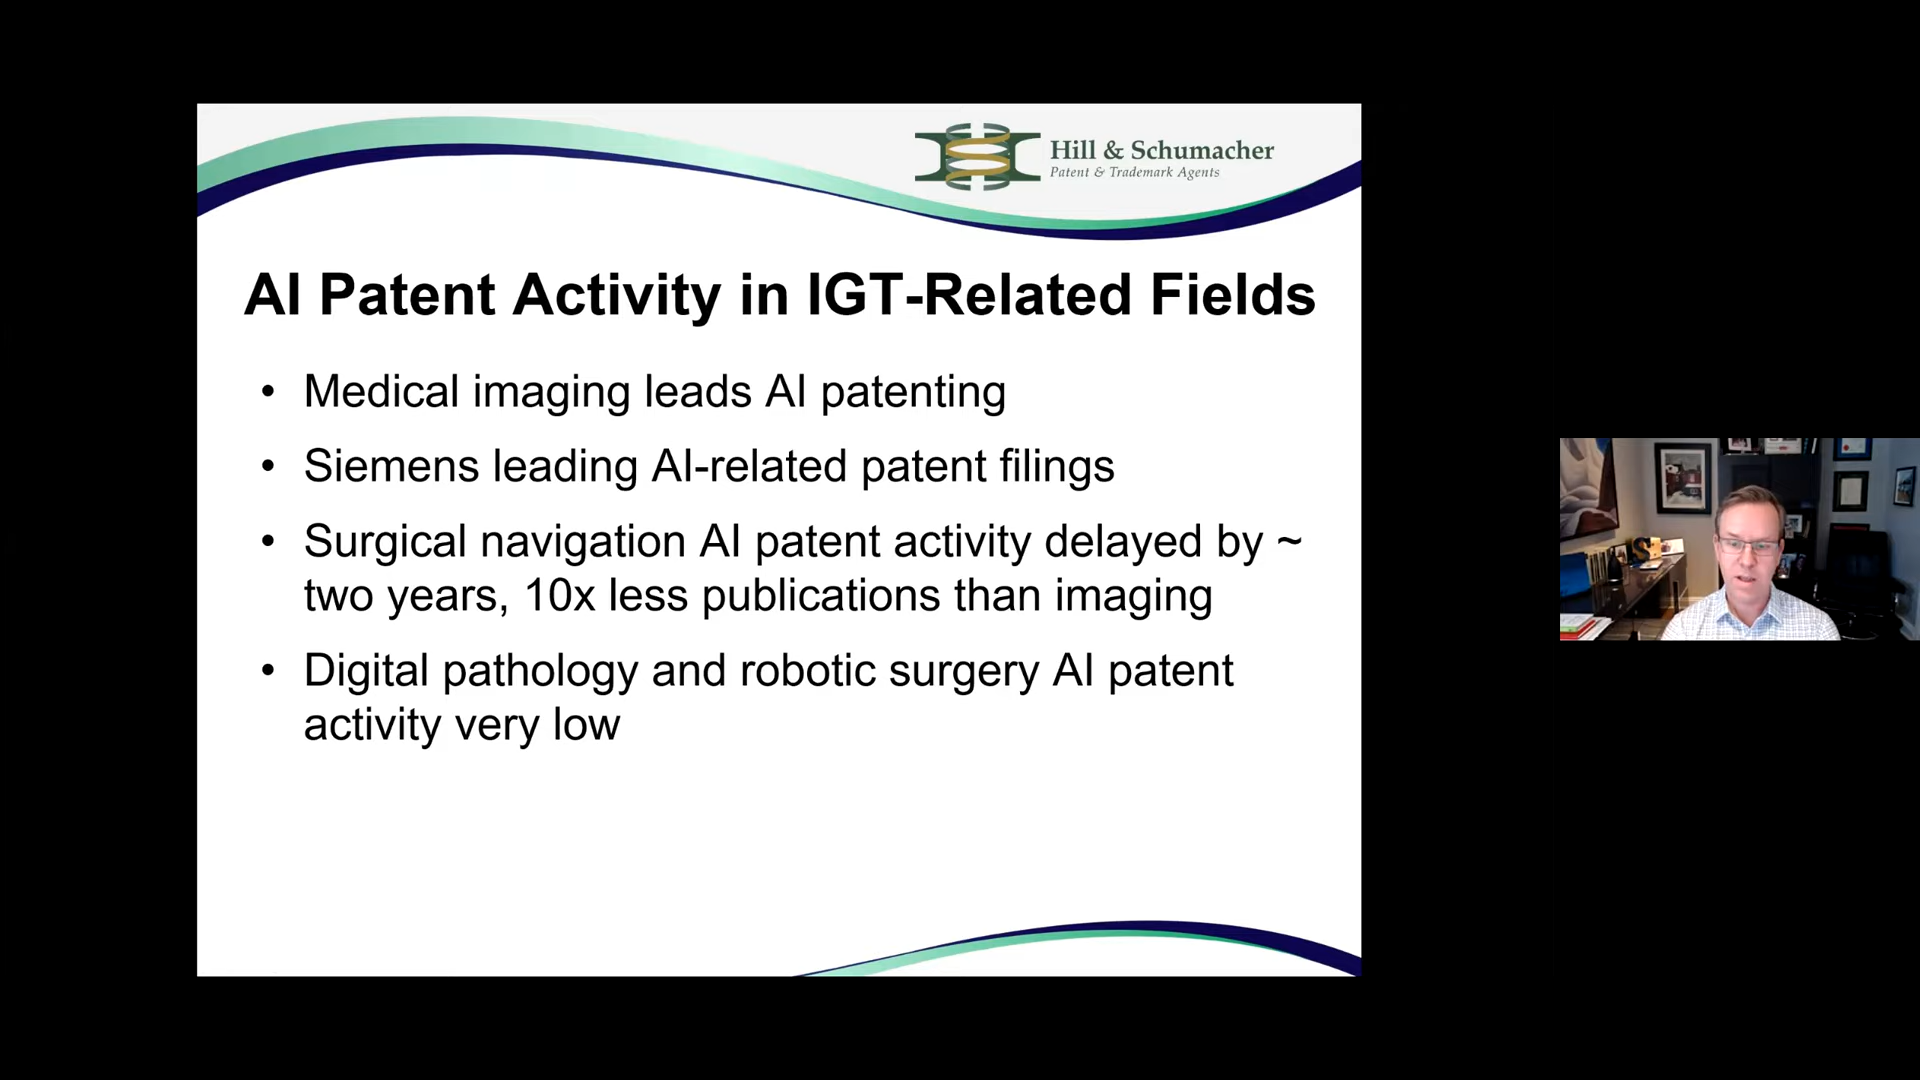 Hill & Schumacher
Patent & Trademark Agents
AI Patent Activity in IGT-Related Fields
• Medical imaging leads AI patenting
• Siemens leading AI-related patent filings
• Surgical navigation AI patent activity delayed by ~
two years, 10x less publications than imaging
• Digital pathology and robotic surgery AI patent
activity very low